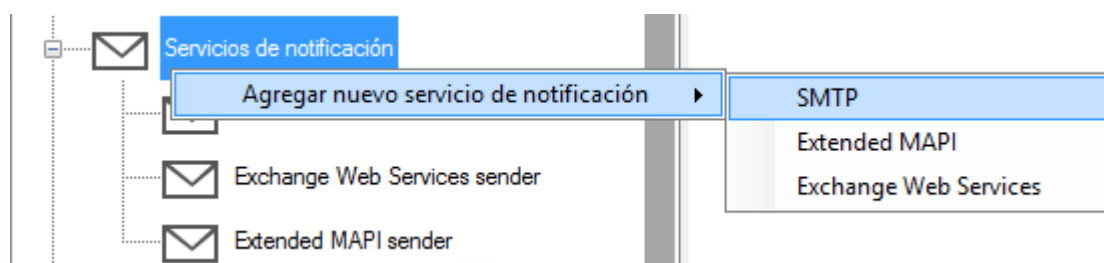 Servicios de notificación
Agregar nuevo servicio de notificación
SMTP
Extended MAPI
Exchange Web Services sender
Exchange Web Services
Extended MAPI sender